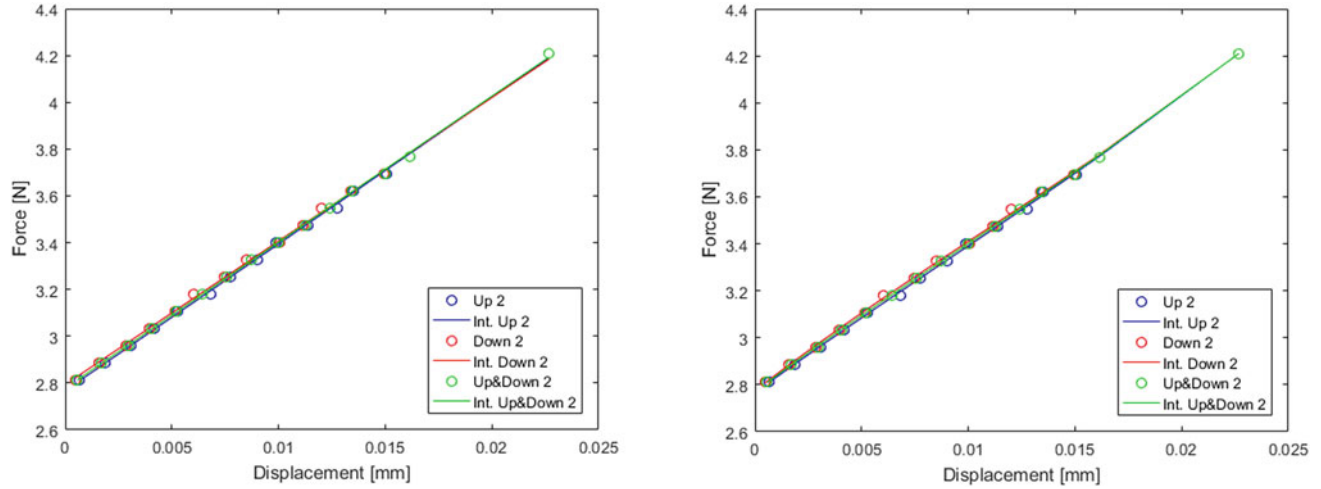 4.4
4.2
4
3.8
3.6
3.4
3.2
3
2.8
2.6
Force [N]
0 0.005 0.01 0.015 0.02 0.025
Displacement [mm]
Up 2
Int. Up 2
Down 2
Int. Down 2
Up&Down 2
Int. Up&Down 2
4.4
4.2
4
3.8
3.6
3.4
3.2
3
2.8
2.6
Force [N]
0 0.005 0.01 0.015 0.02 0.025
Displacement [mm]
Up 2
Int. Up 2
Down 2
Int. Down 2
Up&Down 2
Int. Up&Down 2